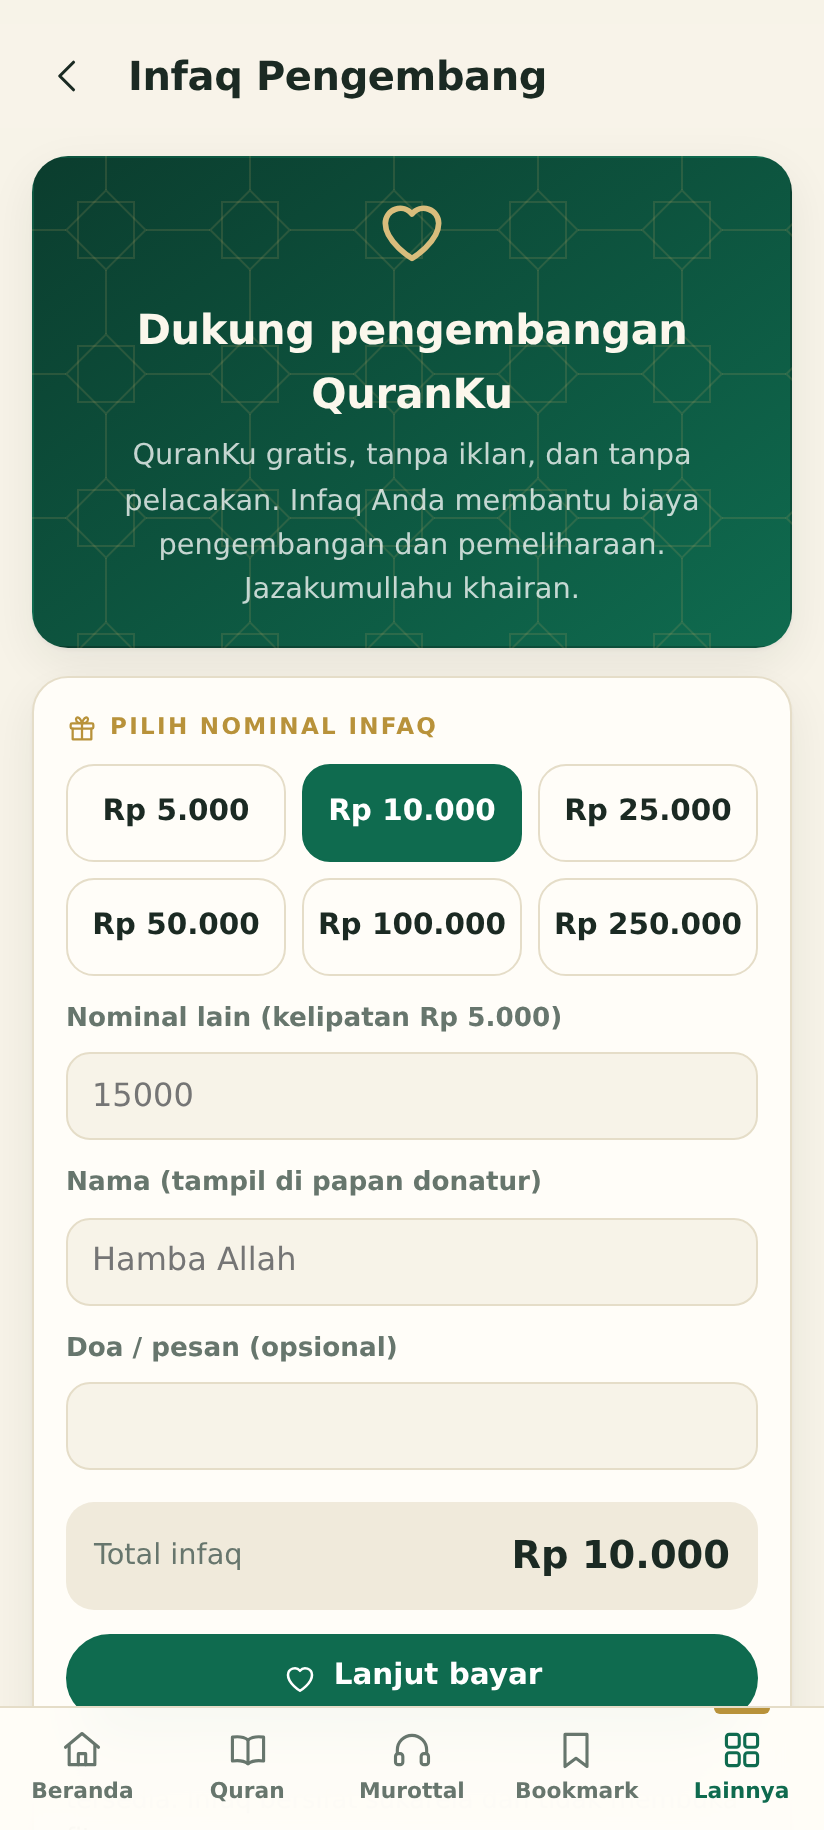 Infaq Pengembang
Dukung pengembangan
QuranKu
QuranKu gratis, tanpa iklan, dan tanpa
pelacakan. Infaq Anda membantu biaya
pengembangan dan pemeliharaan.
Jazakumullahu khairan.
PILIH NOMINAL INFAQ
Rp 5.000
Rp 10.000
Rp 25.000
Rp 50.000
Rp 100.000
Rp 250.000
Nominal lain (kelipatan Rp 5.000)
15000
Nama (tampil di papan donatur)
Hamba Allah
Doa / pesan (opsional)
Total infaq
Rp 10.000
Lanjut bayar
Beranda
Quran
Murottal
Bookmark
Lainnya